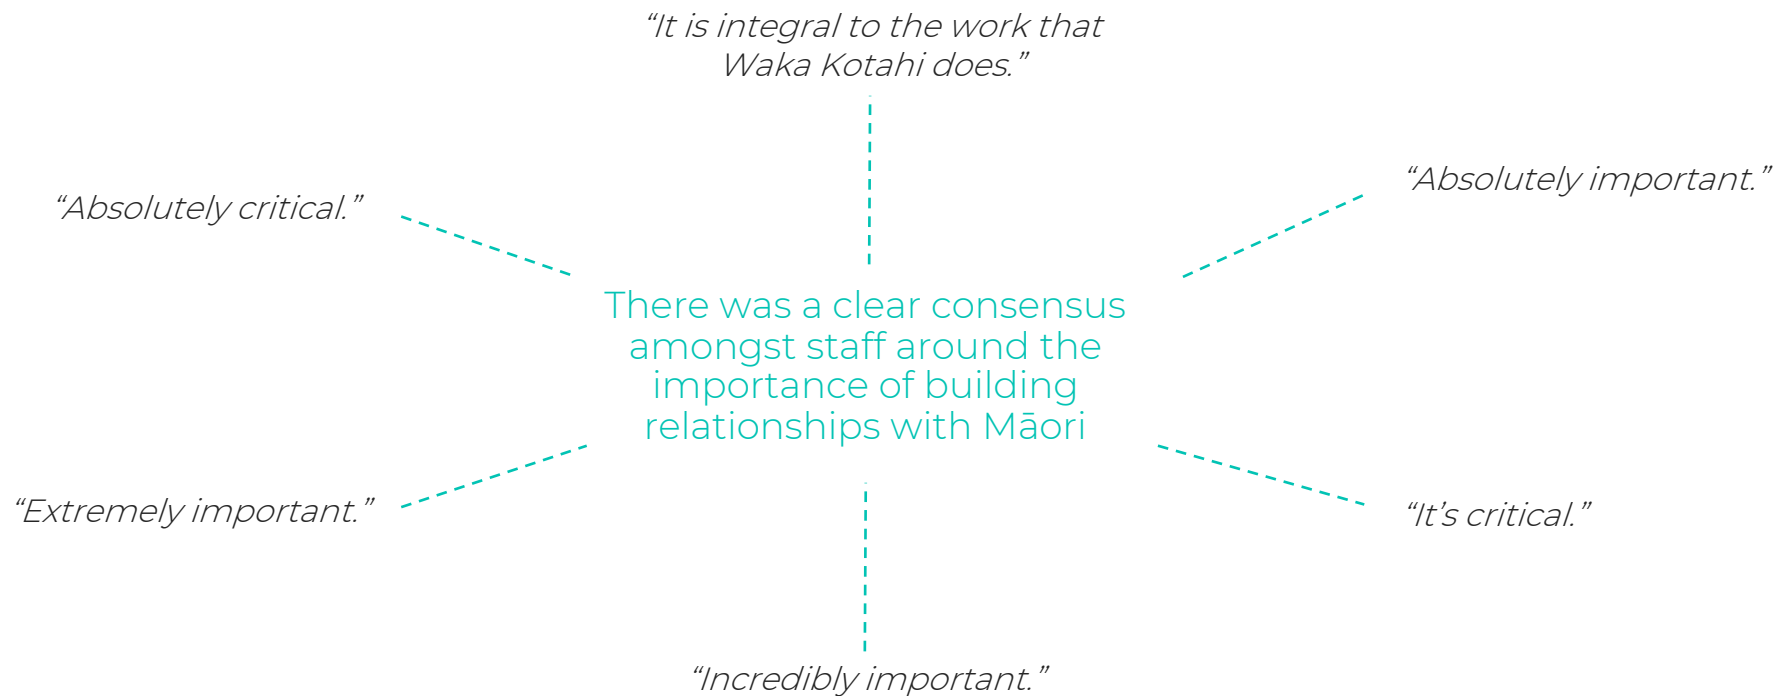 “It is integral to the work that
Waka Kotahi does.”
“Absolutely important.”
“Absolutely critical.”
There was a clear consensus
amongst staff around the
importance of building
relationships with Māori
“Extremely important.”
“It’s critical.”
“Incredibly important.”